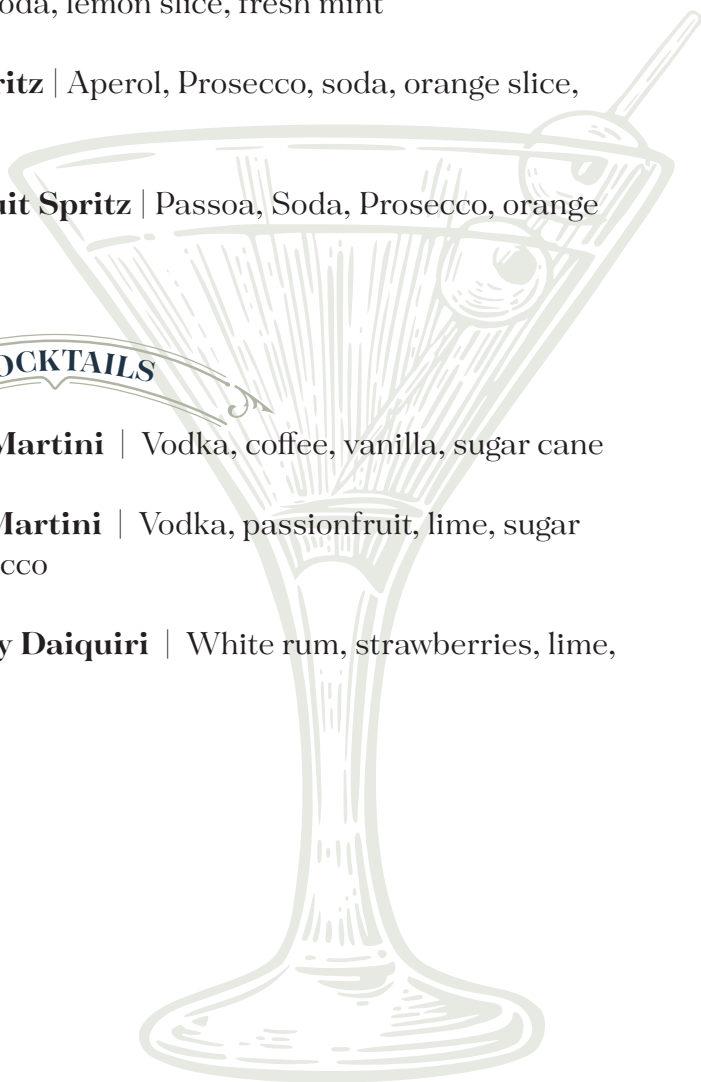 oda, lemon slice, fresh mint
ritz | Aperol, Prosecco, soda, orange slice,
uit Spritz | Passoa, Soda, Prosecco, orange
OCKTAILS
Martini | Vodka, coffee, vanilla, sugar cane
Martini | Vodka, passionfruit, lime, sugar
cco
y Daiquiri | White rum, strawberries, lime,